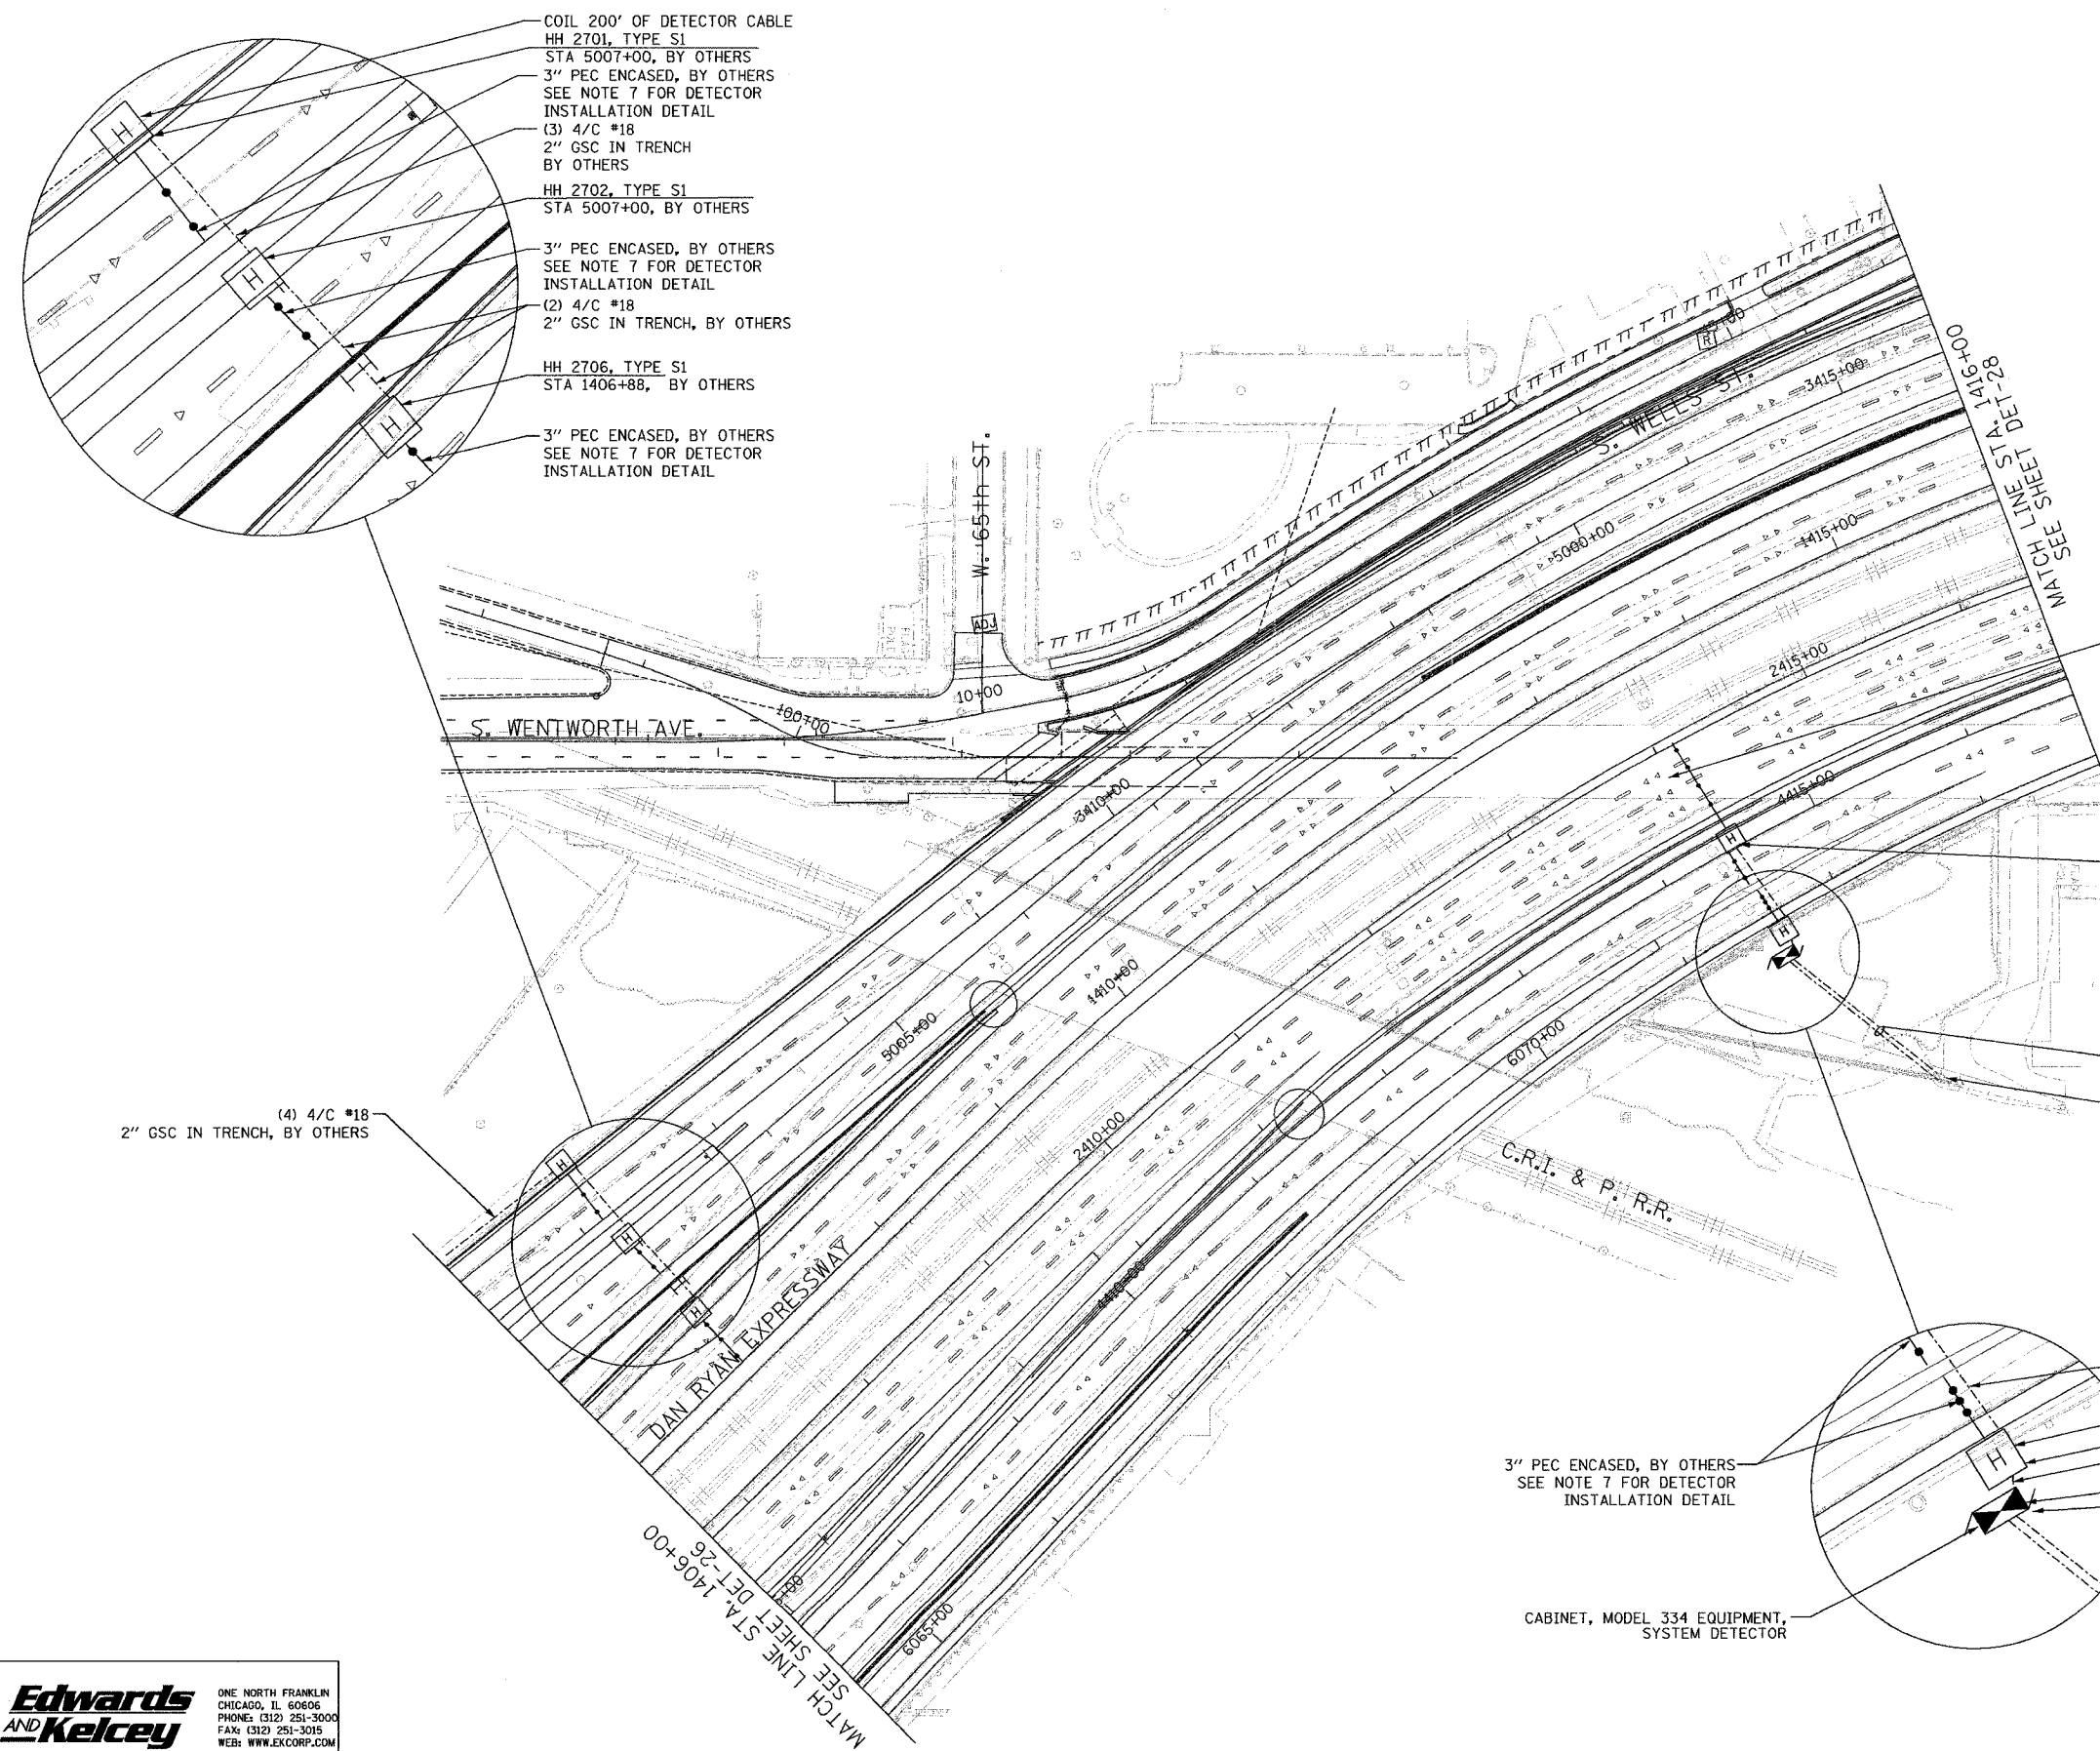 COIL 200' OF DETECTOR CABLE
HH 2701, TYPE S1
STA 5007+00, BY OTHERS
3" PEC ENCASED, BY OTHERS
SEE NOTE 7 FOR DETECTOR
INSTALLATION DETAIL
(3) 4/C #18
2" GSC IN TRENCH
BY OTHERS
HH 2702, TYPE S1
STA 5007+00, BY OTHERS
3" PEC ENCASED, BY OTHERS
SEE NOTE 7 FOR DETECTOR
INSTALLATION DETAIL
(2) 4/C #18
2" GSC IN TRENCH, BY OTHERS
HH 2706, TYPE S1
STA 1406+88, BY OTHERS
3" PEC ENCASED, BY OTHERS
SEE NOTE 7 FOR DETECTOR
INSTALLATION DETAIL
H
H
H
W. 65th ST.
S. WELLS ST.
R
45+00
3415+00
MATCH LINE STA. 1416+00
SEE SHEET DET-28
5000+00
1415+00
2415+00
4415+00
ADJ
10+00
100+00
S. WENTWORTH AVE.
3410+00
H
H
1410+00
5005+00
6070+00
2410+00
C.R.I. & P. R.R.
(4) 4/C #18
2" GSC IN TRENCH, BY OTHERS
H
H
H
4410+00
DAN RYAN EXPRESSWAY
MATCH LINE STA. 1406+00
SEE SHEET DET-26
6065+00
H
3" PEC ENCASED, BY OTHERS
SEE NOTE 7 FOR DETECTOR
INSTALLATION DETAIL
CABINET, MODEL 334 EQUIPMENT,
SYSTEM DETECTOR
Edwards
AND Kelcey
ONE NORTH FRANKLIN
CHICAGO, IL 60606
PHONE: (312) 251-3000
FAX: (312) 251-3015
WEB: WWW.EKCORP.COM